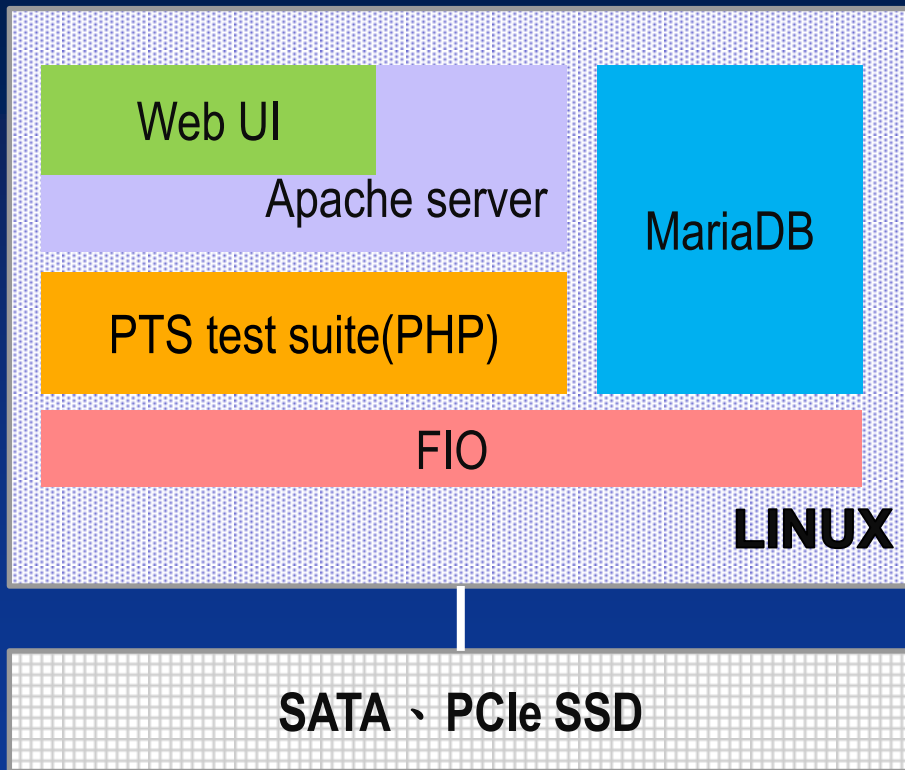 Web UI
Apache server
MariaDB
PTS test suite(PHP)
FIO
LINUX
SATA、PCIe SSD